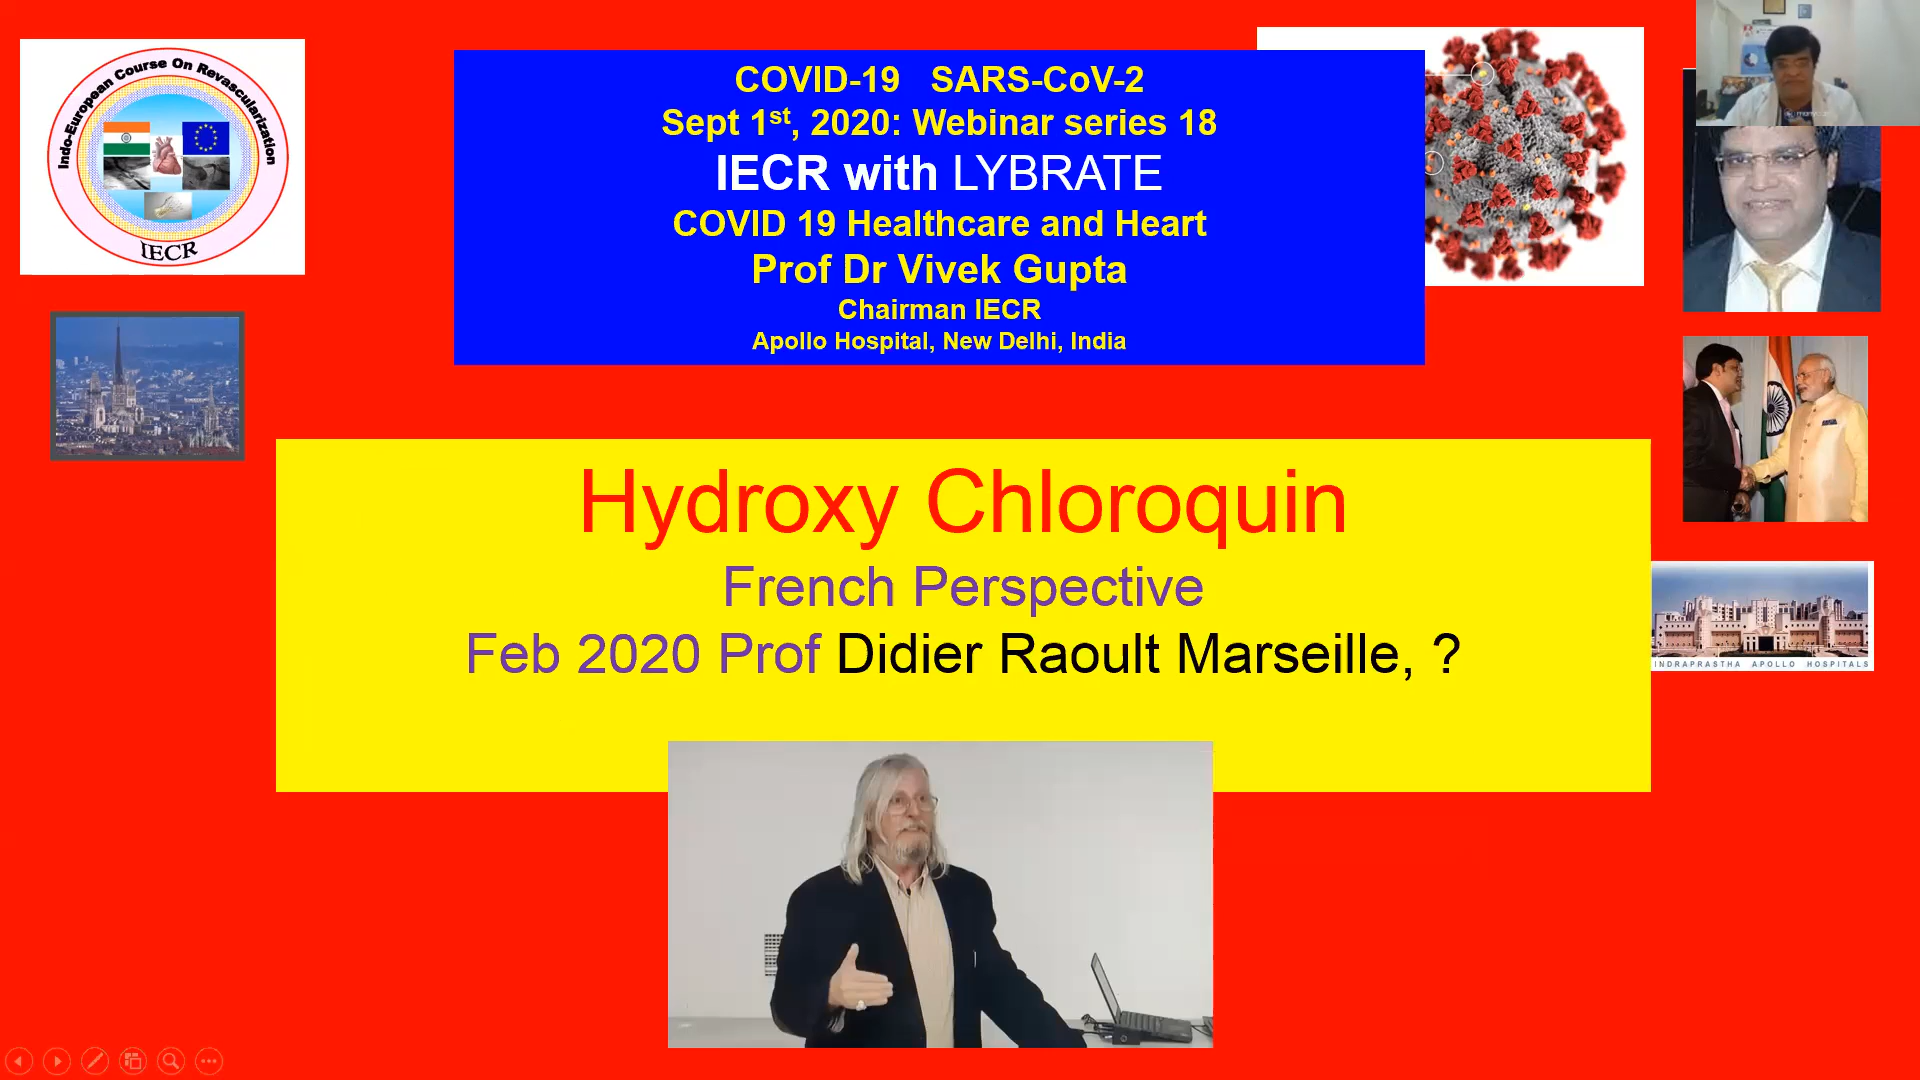 Indo-European Course On Revascularization
IECR
COVID-19 SARS-CoV-2
Sept 1st, 2020: Webinar series 18
IECR with LYBRATE
COVID 19 Healthcare and Heart
Prof Dr Vivek Gupta
Chairman IECR
Apollo Hospital, New Delhi, India
Hydroxy Chloroquin
French Perspective
Feb 2020 Prof Didier Raoult Marseille, ?
INDRAPRASTHA APOLLO HOSPITALS